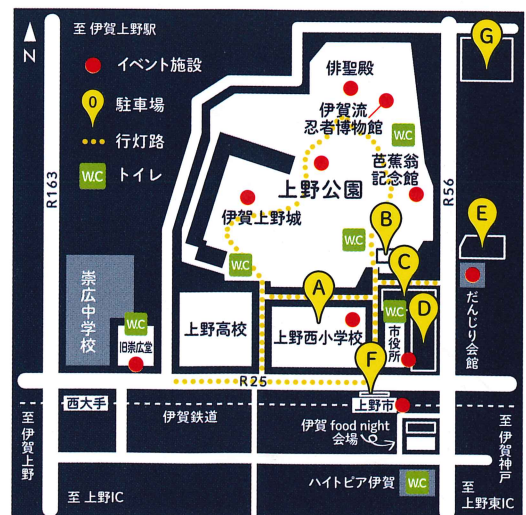 至 伊賀上野駅
N
イベント施設
0
駐車場
行灯路
W.C
トイレ
R163
R56
G
俳聖殿
伊賀流
忍者博物館
W.C
芭蕉翁
記念館
上野公園
伊賀上野城
W.C
W.C
B
E
C
W.C
D
A
だんじり会館
崇広中学校
W.C
旧崇広堂
上野高校
上野西小学校
市役所
F
R25
西大手
伊賀鉄道
上野市
伊賀 food night
会場
至 伊賀上野
至 伊賀神戸
ハイトピア伊賀
W.C
至 上野IC
至
上野東IC